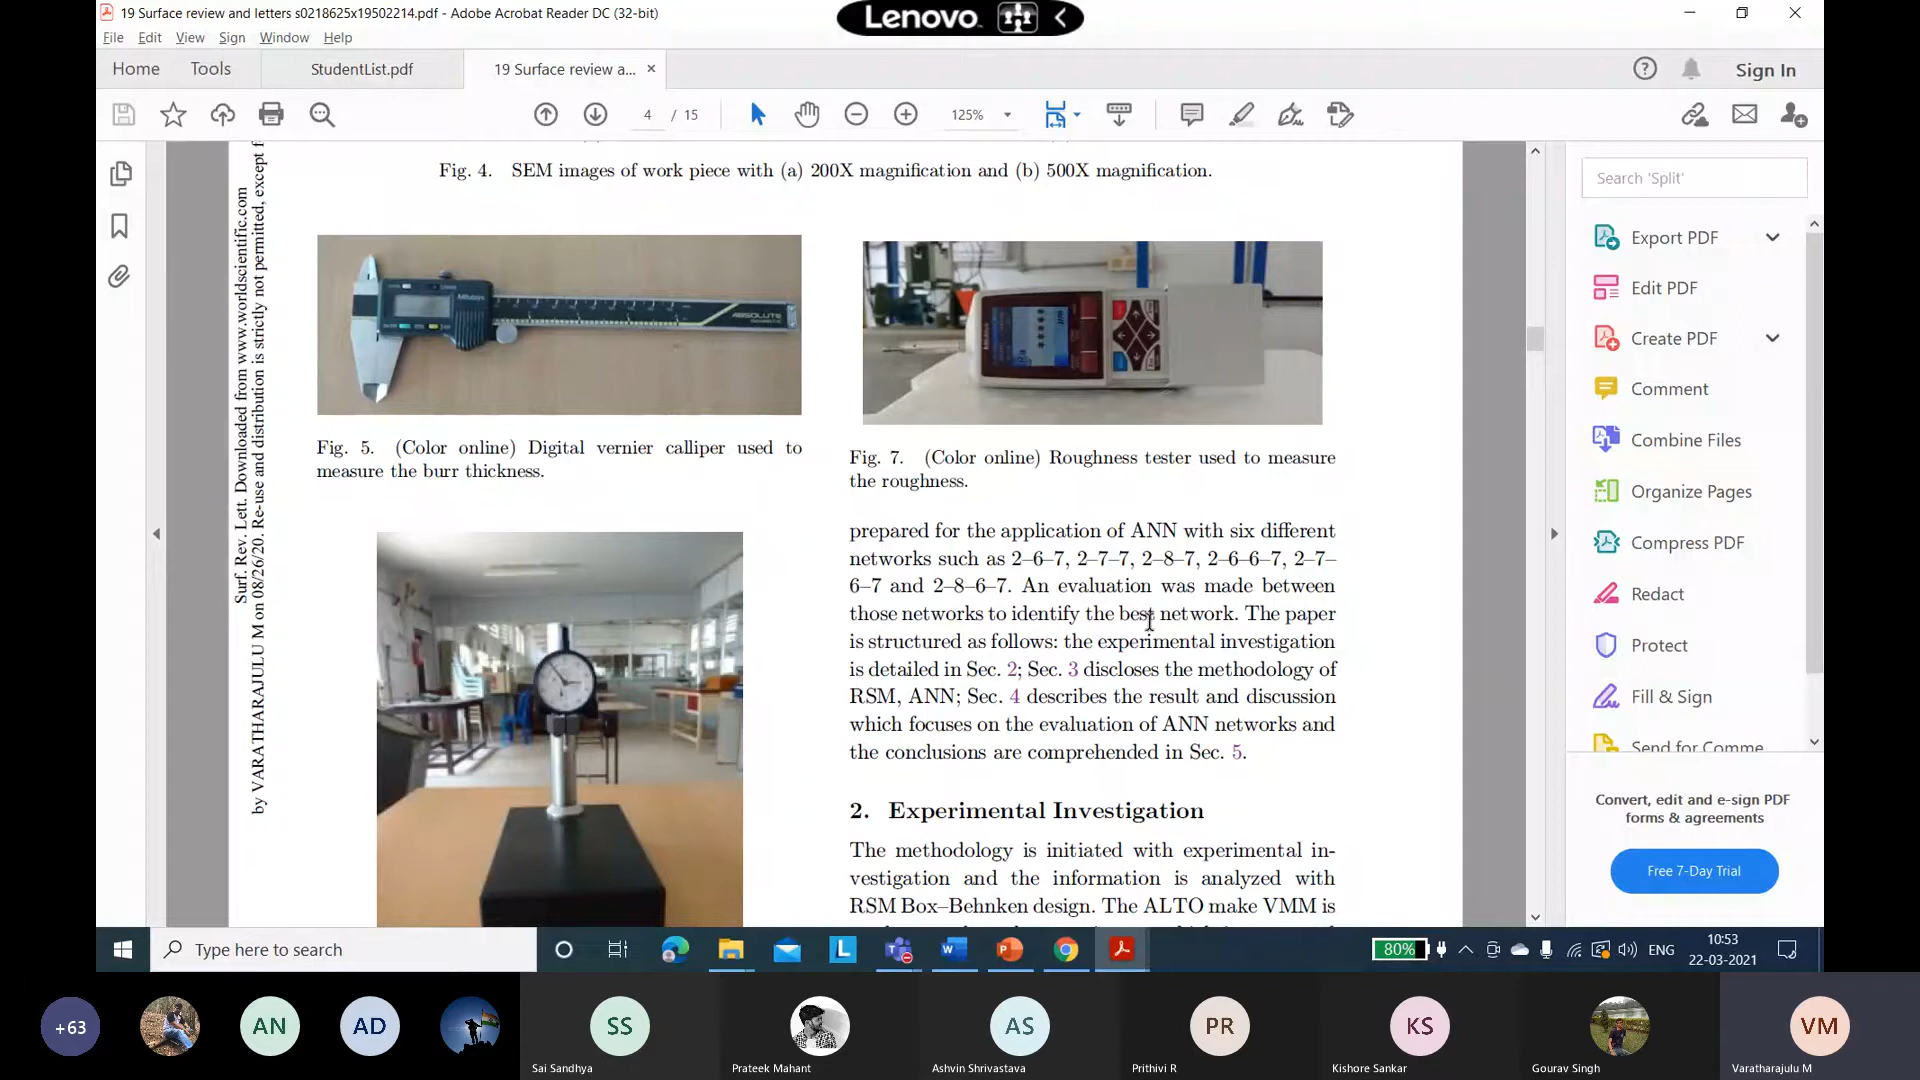 19 Surface review and letters s0218625x19502214.pdf - Adobe Acrobat Reader DC (32-bit)
Lenovo
File Edit View Sign Window Help
Home Tools StudentList.pdf 19 Surface review a... ×
Sign In
4 / 15 125%
Fig. 4. SEM images of work piece with (a) 200X magnification and (b) 500X magnification.
Surf. Rev. Lett. Downloaded from www.worldscientific.com
by VARATHARAJULU M on 08/26/20. Re-use and distribution is strictly not permitted, except f
Mitutoyo
ABSOLUTE
Fig. 5. (Color online) Digital vernier calliper used to
measure the burr thickness.
Fig. 7. (Color online) Roughness tester used to measure
the roughness.
prepared for the application of ANN with six different
networks such as 2–6–7, 2–7–7, 2–8–7, 2–6–6–7, 2–7–
6–7 and 2–8–6–7. An evaluation was made between
those networks to identify the best network. The paper
is structured as follows: the experimental investigation
is detailed in Sec. 2; Sec. 3 discloses the methodology of
RSM, ANN; Sec. 4 describes the result and discussion
which focuses on the evaluation of ANN networks and
the conclusions are comprehended in Sec. 5.
2. Experimental Investigation
The methodology is initiated with experimental in-
vestigation and the information is analyzed with
RSM Box–Behnken design. The ALTO make VMM is
Search 'Split'
Export PDF
Edit PDF
Create PDF
Comment
Combine Files
Organize Pages
Compress PDF
Redact
Protect
Fill & Sign
Send for Comme
Convert, edit and e-sign PDF
forms & agreements
Free 7-Day Trial
Type here to search
80%
ENG
10:53
22-03-2021
+63
AN
AD
SS
AS
PR
KS
VM
Sai Sandhya
Prateek Mahant
Ashvin Shrivastava
Prithivi R
Kishore Sankar
Gourav Singh
Varatharajulu M